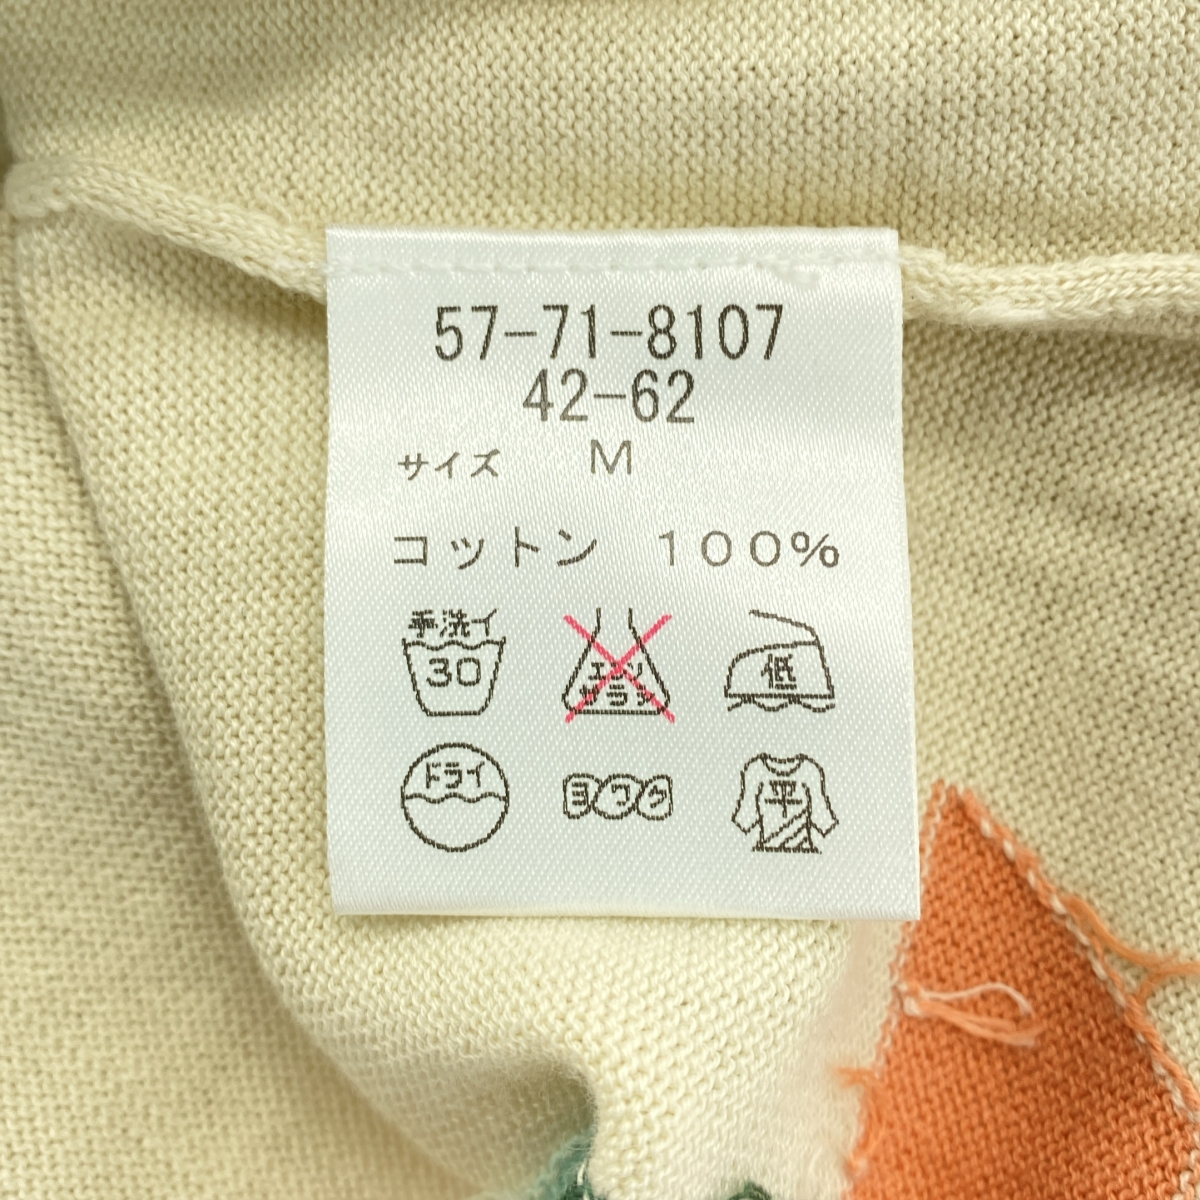 57-71-8107
42-62
サイズ M
コットン 100%
手洗イ
30
エンソ
サラシ
低
ドライ
ヨワク
平